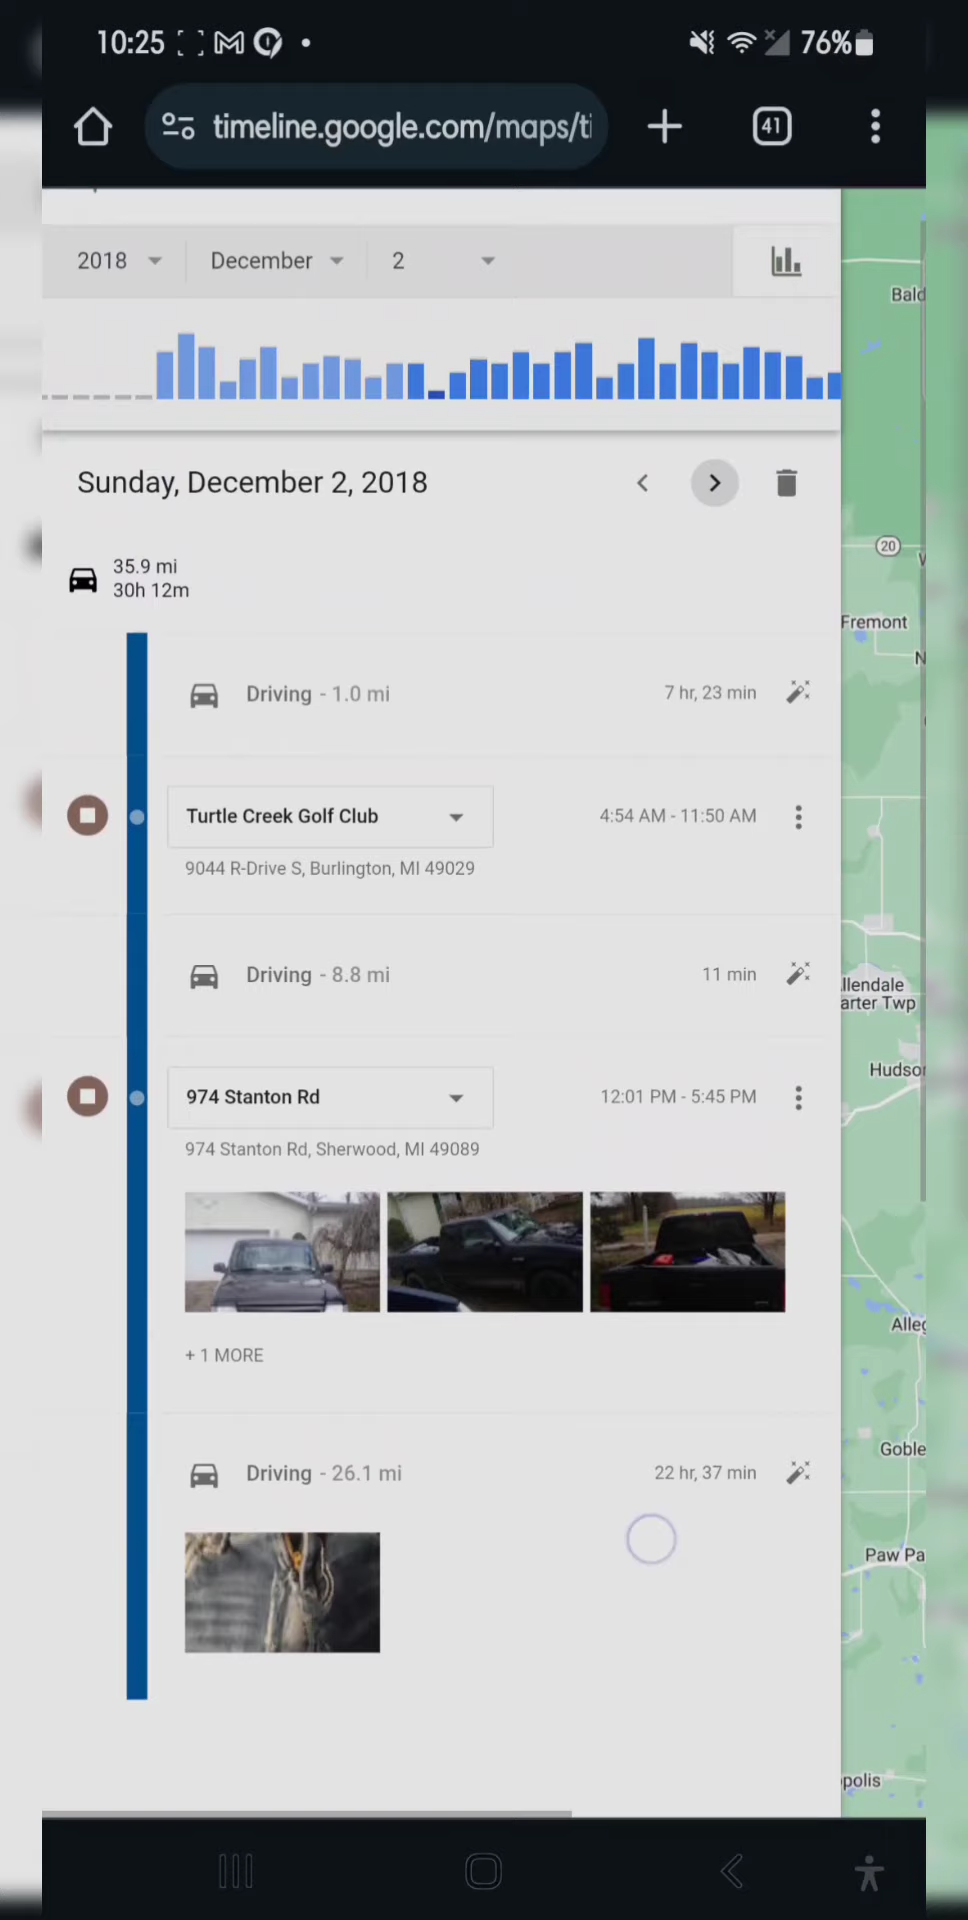 10:25
76%
timeline.google.com/maps/ti
41
2018
December
2
Sunday, December 2, 2018
35.9 mi
30h 12m
Driving - 1.0 mi
7 hr, 23 min
Turtle Creek Golf Club
4:54 AM - 11:50 AM
9044 R-Drive S, Burlington, MI 49029
Driving - 8.8 mi
11 min
974 Stanton Rd
12:01 PM - 5:45 PM
974 Stanton Rd, Sherwood, MI 49089
+ 1 MORE
Driving - 26.1 mi
22 hr, 37 min
Bald
20
Fremont
N
llendale
arter Twp
Hudso
Alleg
Goble
Paw Pa
polis